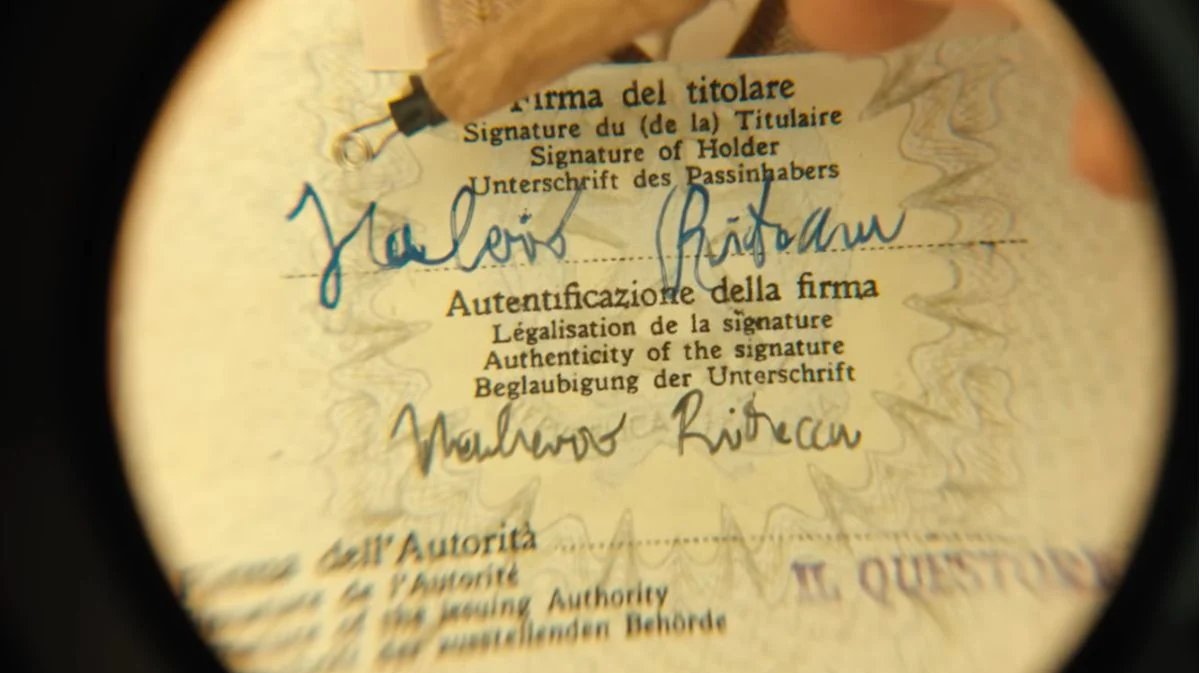 Firma del titolare
Signature du (de la) Titulaire
Signature of Holder
Unterschrift des Passinhabers
Autentificazione della firma
Légalisation de la signature
Authenticity of the signature
Beglaubigung der Unterschrift
dell'Autorità
de l'Autorité
of the issuing Authority
der ausstellenden Behörde
IL QUESTORE